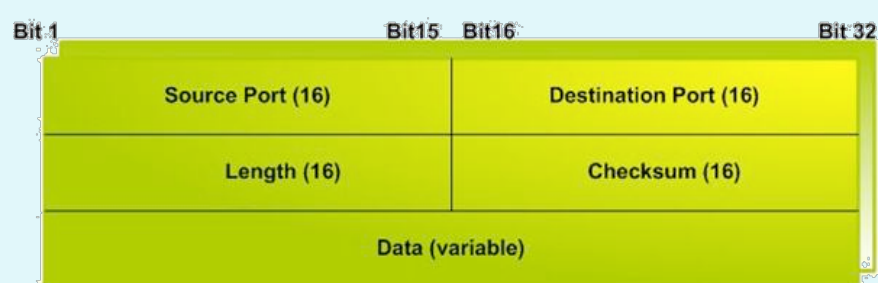 Bit 1 Bit15 Bit16 Bit 32
Source Port (16) Destination Port (16)
Length (16) Checksum (16)
Data (variable)